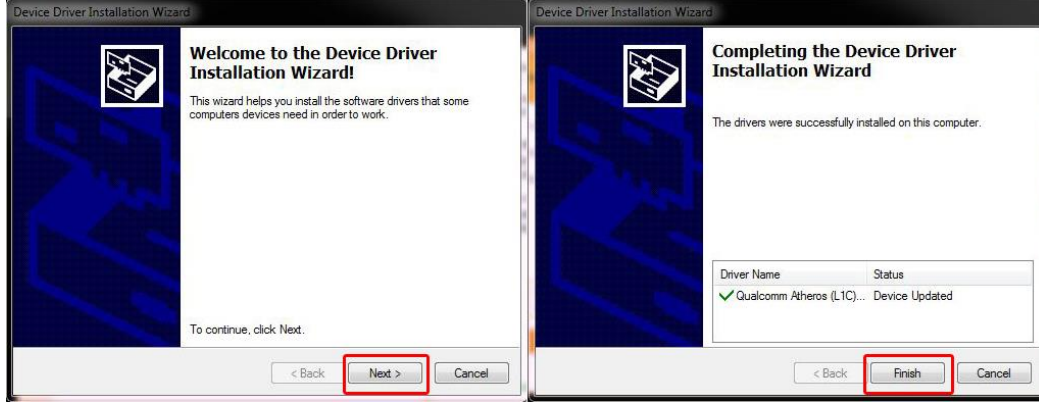 Device Driver Installation Wizard
Welcome to the Device Driver
Installation Wizard!
This wizard helps you install the software drivers that some
computers devices need in order to work.
To continue, click Next.
< Back
Next >
Cancel
Device Driver Installation Wizard
Completing the Device Driver
Installation Wizard
The drivers were successfully installed on this computer.
Driver Name Status
Qualcomm Atheros (L1C)... Device Updated
< Back
Finish
Cancel